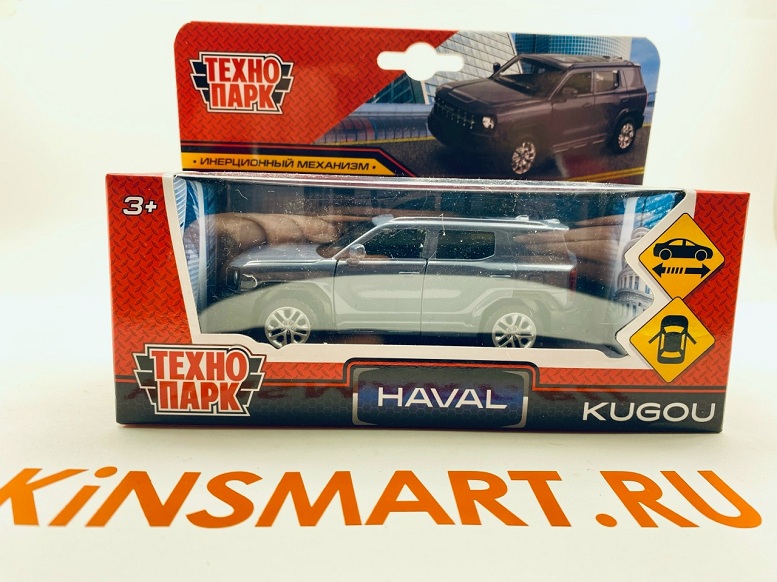 ТЕХНО
ПАРК
• ИНЕРЦИОННЫЙ МЕХАНИЗМ •
3+
ТЕХНО
ПАРК
HAVAL
KUGOU
KiNSMART.RU